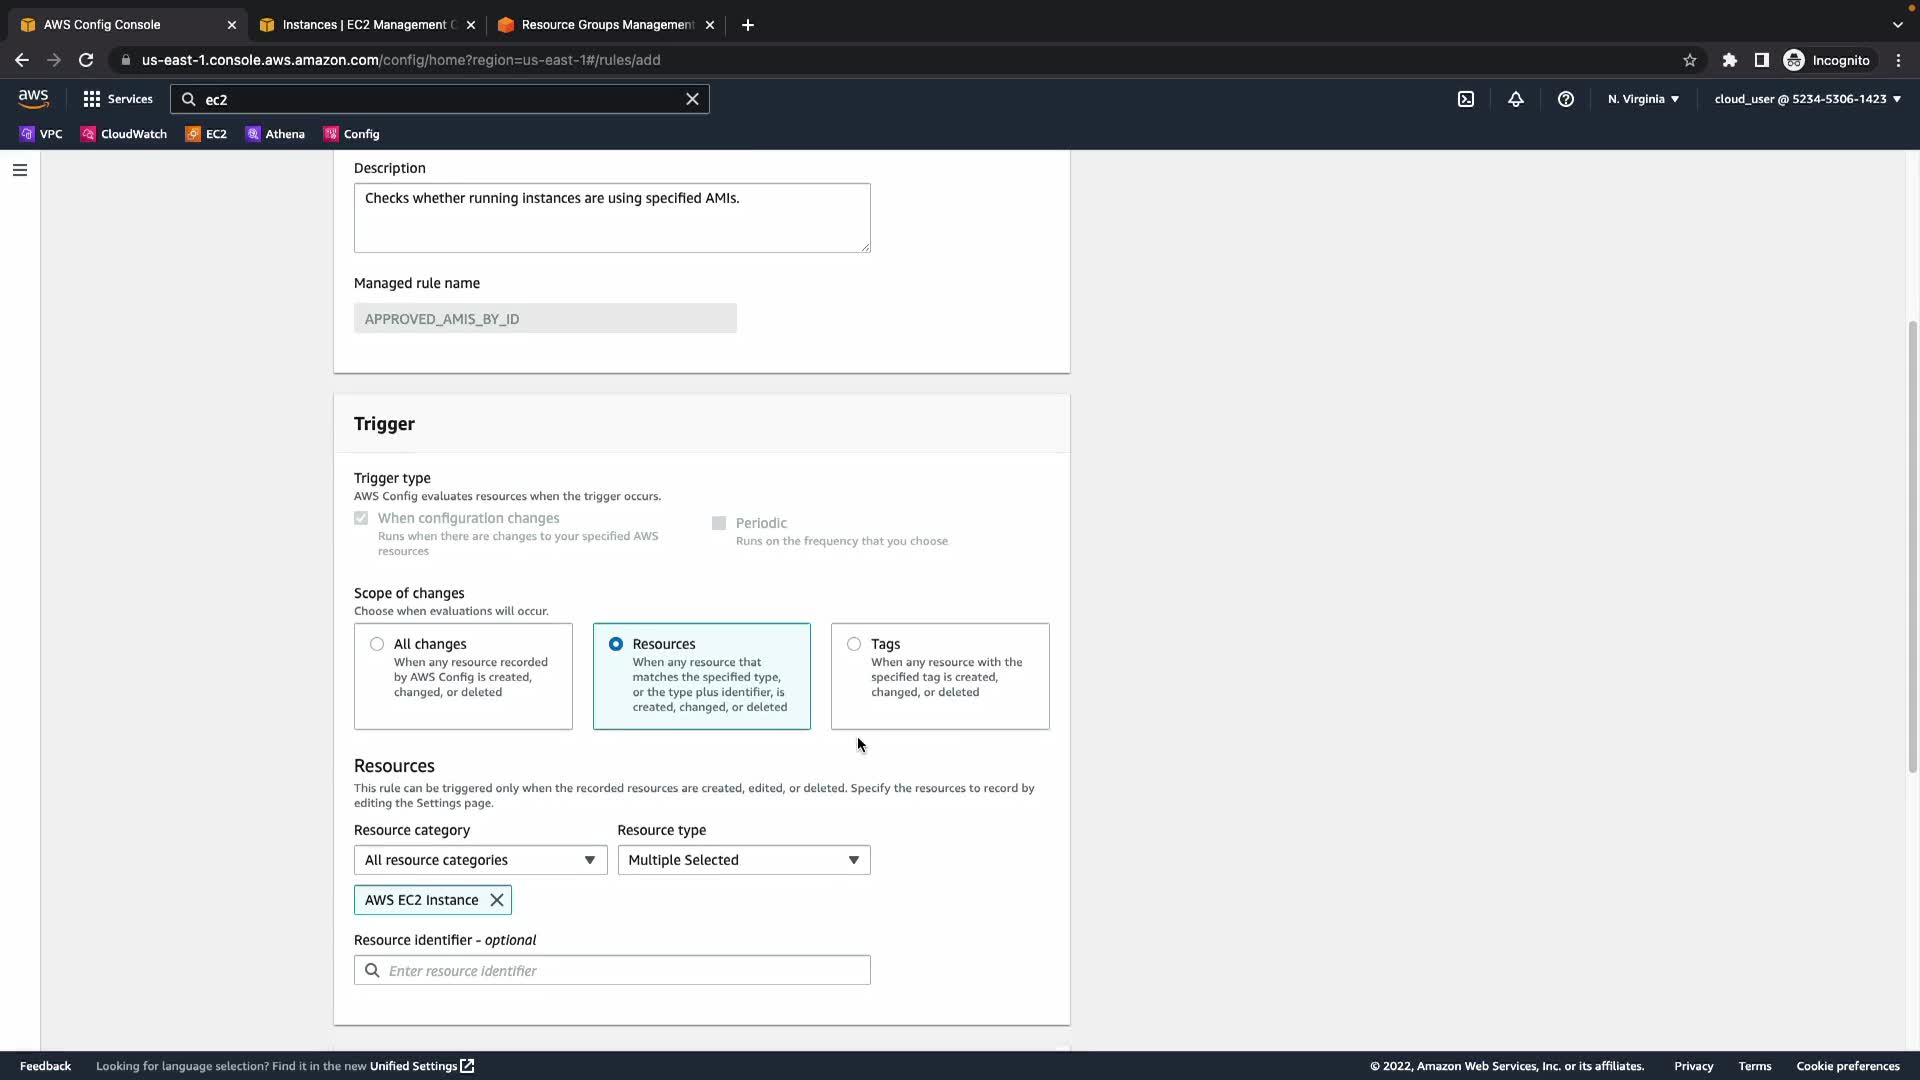 AWS Config Console
Instances | EC2 Management C
Resource Groups Management
us-east-1.console.aws.amazon.com/config/home?region=us-east-1#/rules/add
Incognito
aws
Services
ec2
N. Virginia
cloud_user @ 5234-5306-1423
VPC
CloudWatch
EC2
Athena
Config
Description
Checks whether running instances are using specified AMIs.
Managed rule name
APPROVED_AMIS_BY_ID
Trigger
Trigger type
AWS Config evaluates resources when the trigger occurs.
When configuration changes
Runs when there are changes to your specified AWS
resources
Periodic
Runs on the frequency that you choose
Scope of changes
Choose when evaluations will occur.
All changes
When any resource recorded
by AWS Config is created,
changed, or deleted
Resources
When any resource that
matches the specified type,
or the type plus identifier, is
created, changed, or deleted
Tags
When any resource with the
specified tag is created,
changed, or deleted
Resources
This rule can be triggered only when the recorded resources are created, edited, or deleted. Specify the resources to record by
editing the Settings page.
Resource category
Resource type
All resource categories
Multiple Selected
AWS EC2 Instance
Resource identifier - optional
Enter resource identifier
Feedback
Looking for language selection? Find it in the new Unified Settings
© 2022, Amazon Web Services, Inc. or its affiliates.
Privacy
Terms
Cookie preferences